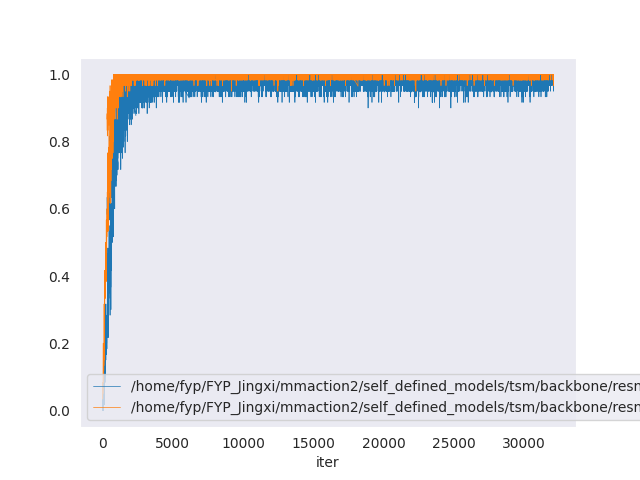 1.0
0.8
0.6
0.4
0.2
0.0
/home/fyp/FYP_Jingxi/mmaction2/self_defined_models/tsm/backbone/resn
/home/fyp/FYP_Jingxi/mmaction2/self_defined_models/tsm/backbone/resn
0 5000 10000 15000 20000 25000 30000
iter